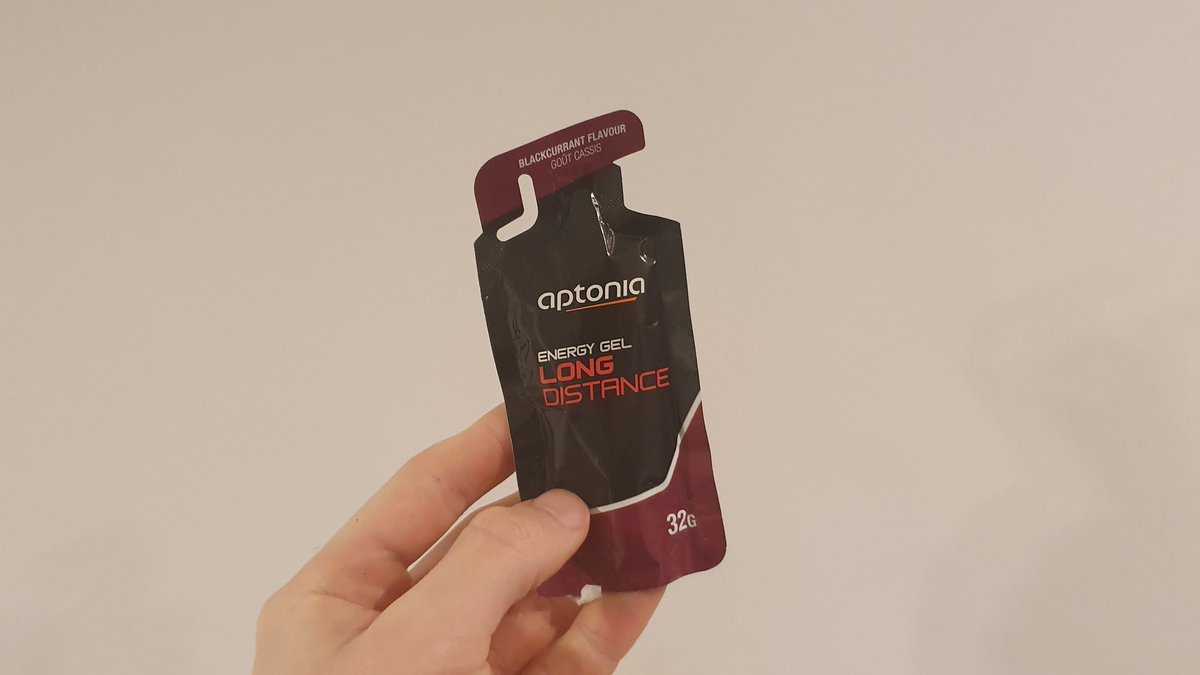 BLACKCURRANT FLAVOUR
GOÛT CASSIS
aptonia
ENERGY GEL
LONG
DISTANCE
32G